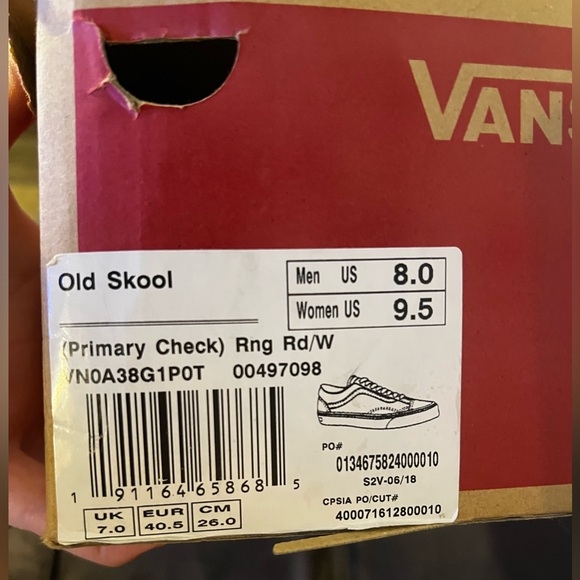 VANS
Old Skool
Men US 8.0
Women US 9.5
(Primary Check) Rng Rd/W
VN0A38G1P0T 00497098
PO#
0134675824000010
S2V-06/18
CPSIA PO/CUT#
400071612800010
1 91164 65868 5
UK 7.0
EUR 40.5
CM 26.0